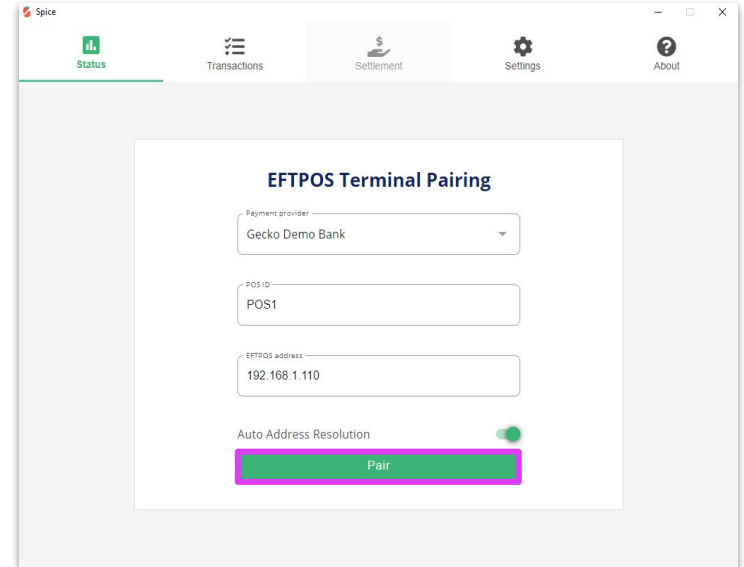 Spice
Status
Transactions
Settlement
Settings
About
EFTPOS Terminal Pairing
Payment provider
Gecko Demo Bank
POS ID
POS1
EFTPOS address
192.168.1.110
Auto Address Resolution
Pair